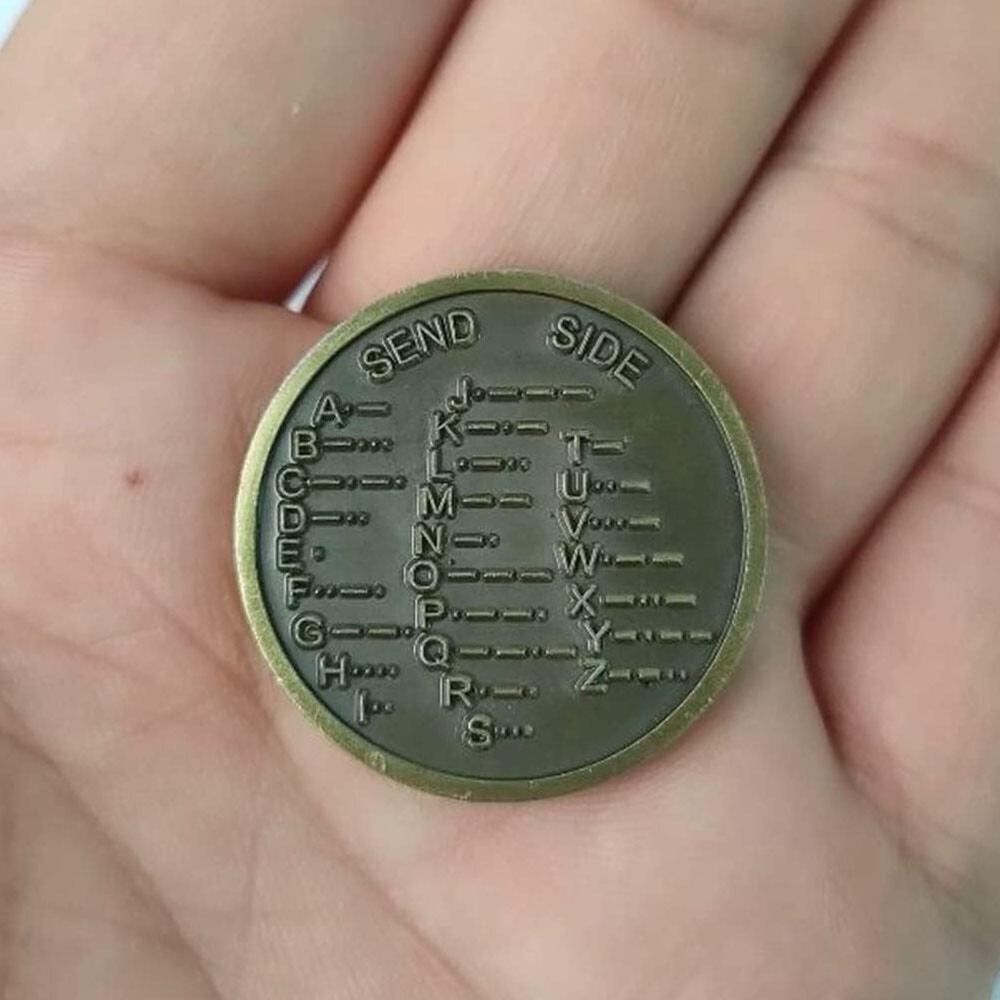 SEND SIDE
A·—
B—···
C—·—·
D—··
E·
F··—·
G——·
H····
I··
J·———
K—·—
L·—··
M——
N—·
O———
P·——·
Q——·—
R·—·
S···
T—
U··—
V···—
W·——
X—··—
Y—·——
Z——··